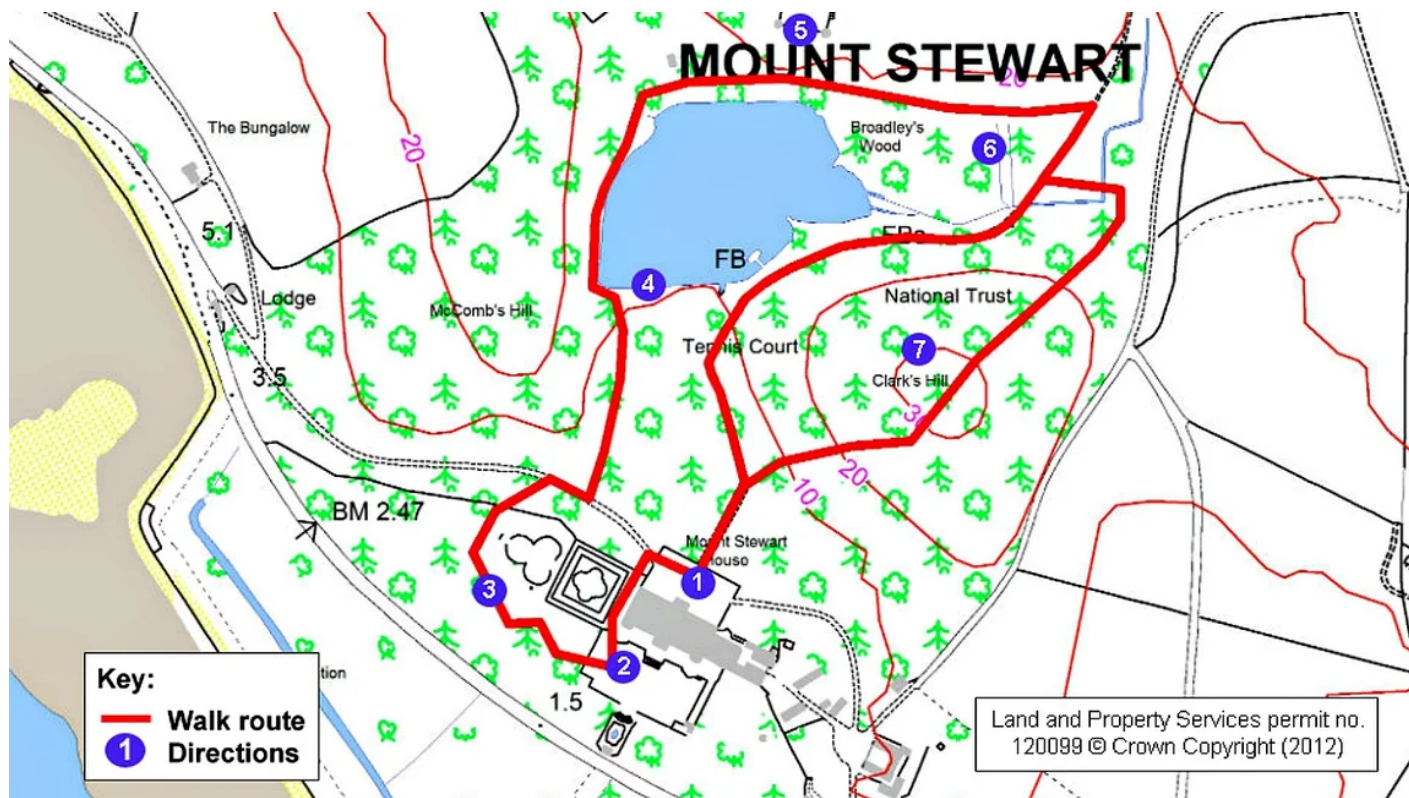 5
MOUNT STEWART
20
The Bungalow
Broadley's
Wood
6
20
5.1
FB
4
National Trust
Lodge
McComb's Hill
Tennis Court
7
3.5
Clark's Hill
30
20
10
BM 2.47
Mount Stewart
House
1
3
2
1.5
Key:
Walk route
1 Directions
Land and Property Services permit no.
120099 © Crown Copyright (2012)